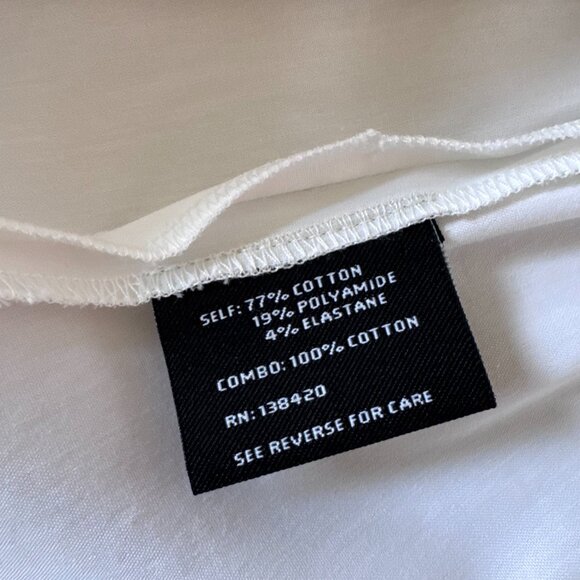 SELF: 77% COTTON
19% POLYAMIDE
4% ELASTANE
COMBO: 100% COTTON
RN: 138420
SEE REVERSE FOR CARE